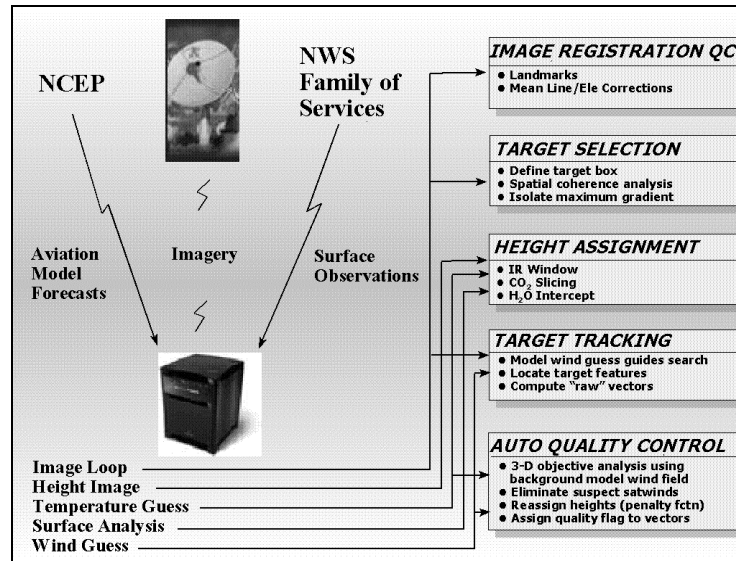 NCEP
NWS
Family of
Services
Aviation
Model
Forecasts
Imagery
Surface
Observations
Image Loop
Height Image
Temperature Guess
Surface Analysis
Wind Guess
IMAGE REGISTRATION QC
● Landmarks
● Mean Line/Ele Corrections
TARGET SELECTION
● Define target box
● Spatial coherence analysis
● Isolate maximum gradient
HEIGHT ASSIGNMENT
● IR Window
● CO₂ Slicing
● H₂O Intercept
TARGET TRACKING
● Model wind guess guides search
● Locate target features
● Compute “raw” vectors
AUTO QUALITY CONTROL
● 3-D objective analysis using
background model wind field
● Eliminate suspect satwinds
● Reassign heights (penalty fctn)
● Assign quality flag to vectors